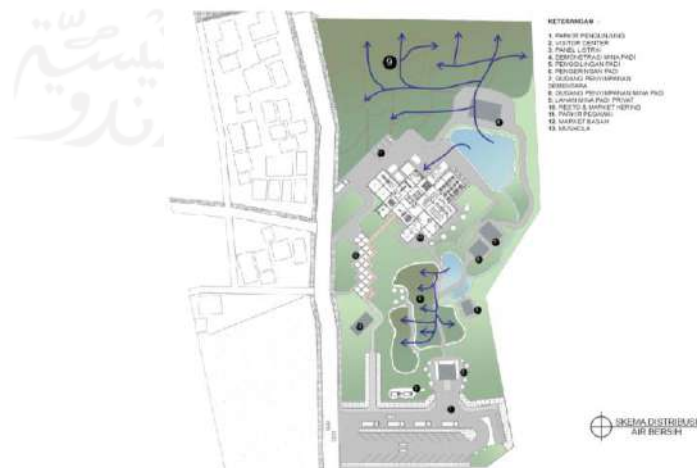 KETERANGAN :
1. PARKIR PENGUNJUNG
2. VISITOR CENTER
3. PANEL LISTRIK
4. DEMONSTRASI MINA PADI
5. PENGGILINGAN PADI
6. PENGERINGAN PADI
7. GUDANG PENYIMPANAN
SEMENTARA
8. GUDANG PENYIMPANAN MINA PADI
9. LAHAN MINA PADI PRIVAT
10. RESTO & MARKET KERING
11. PARKIR PEGAWAI
12. MARKET BASAH
13. MUSHOLA
9
SKEMA DISTRIBUSI
AIR BERSIH